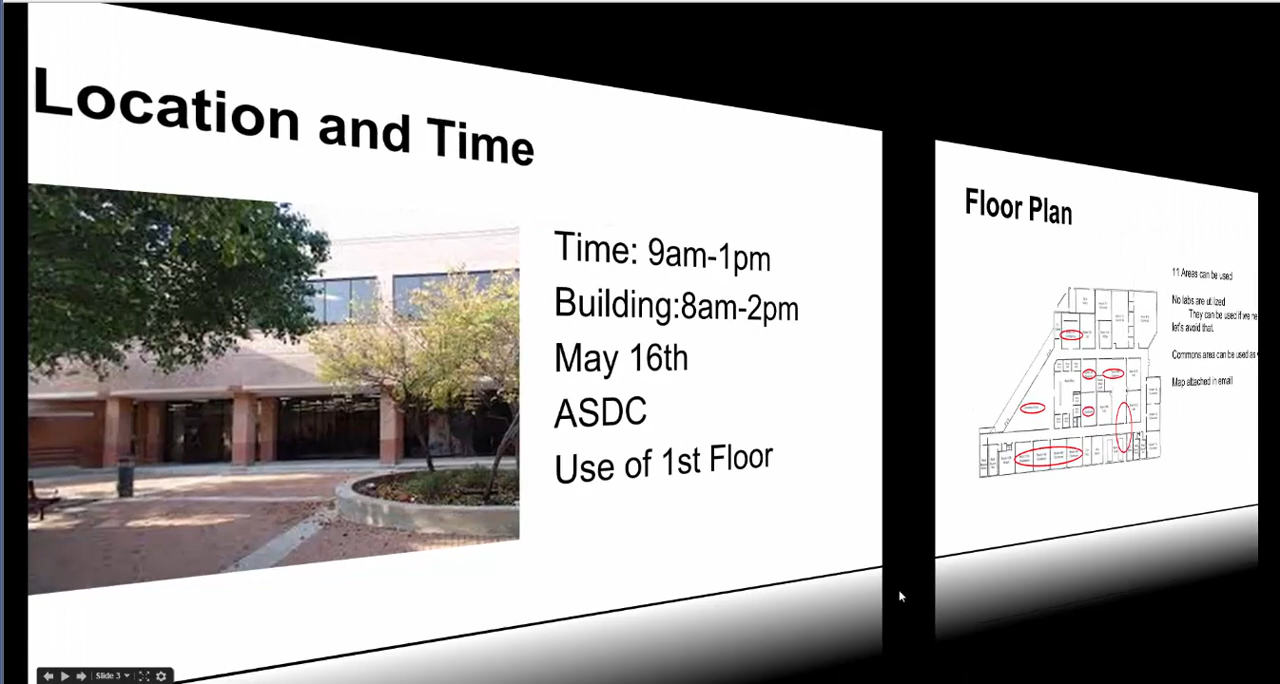 Location and Time
Time: 9am-1pm
Building:8am-2pm
May 16th
ASDC
Use of 1st Floor
Floor Plan
11 Areas can be used
No labs are utilized
They can be used if we ne
let's avoid that.
Commons area can be used as
Map attached in email
Slide 3